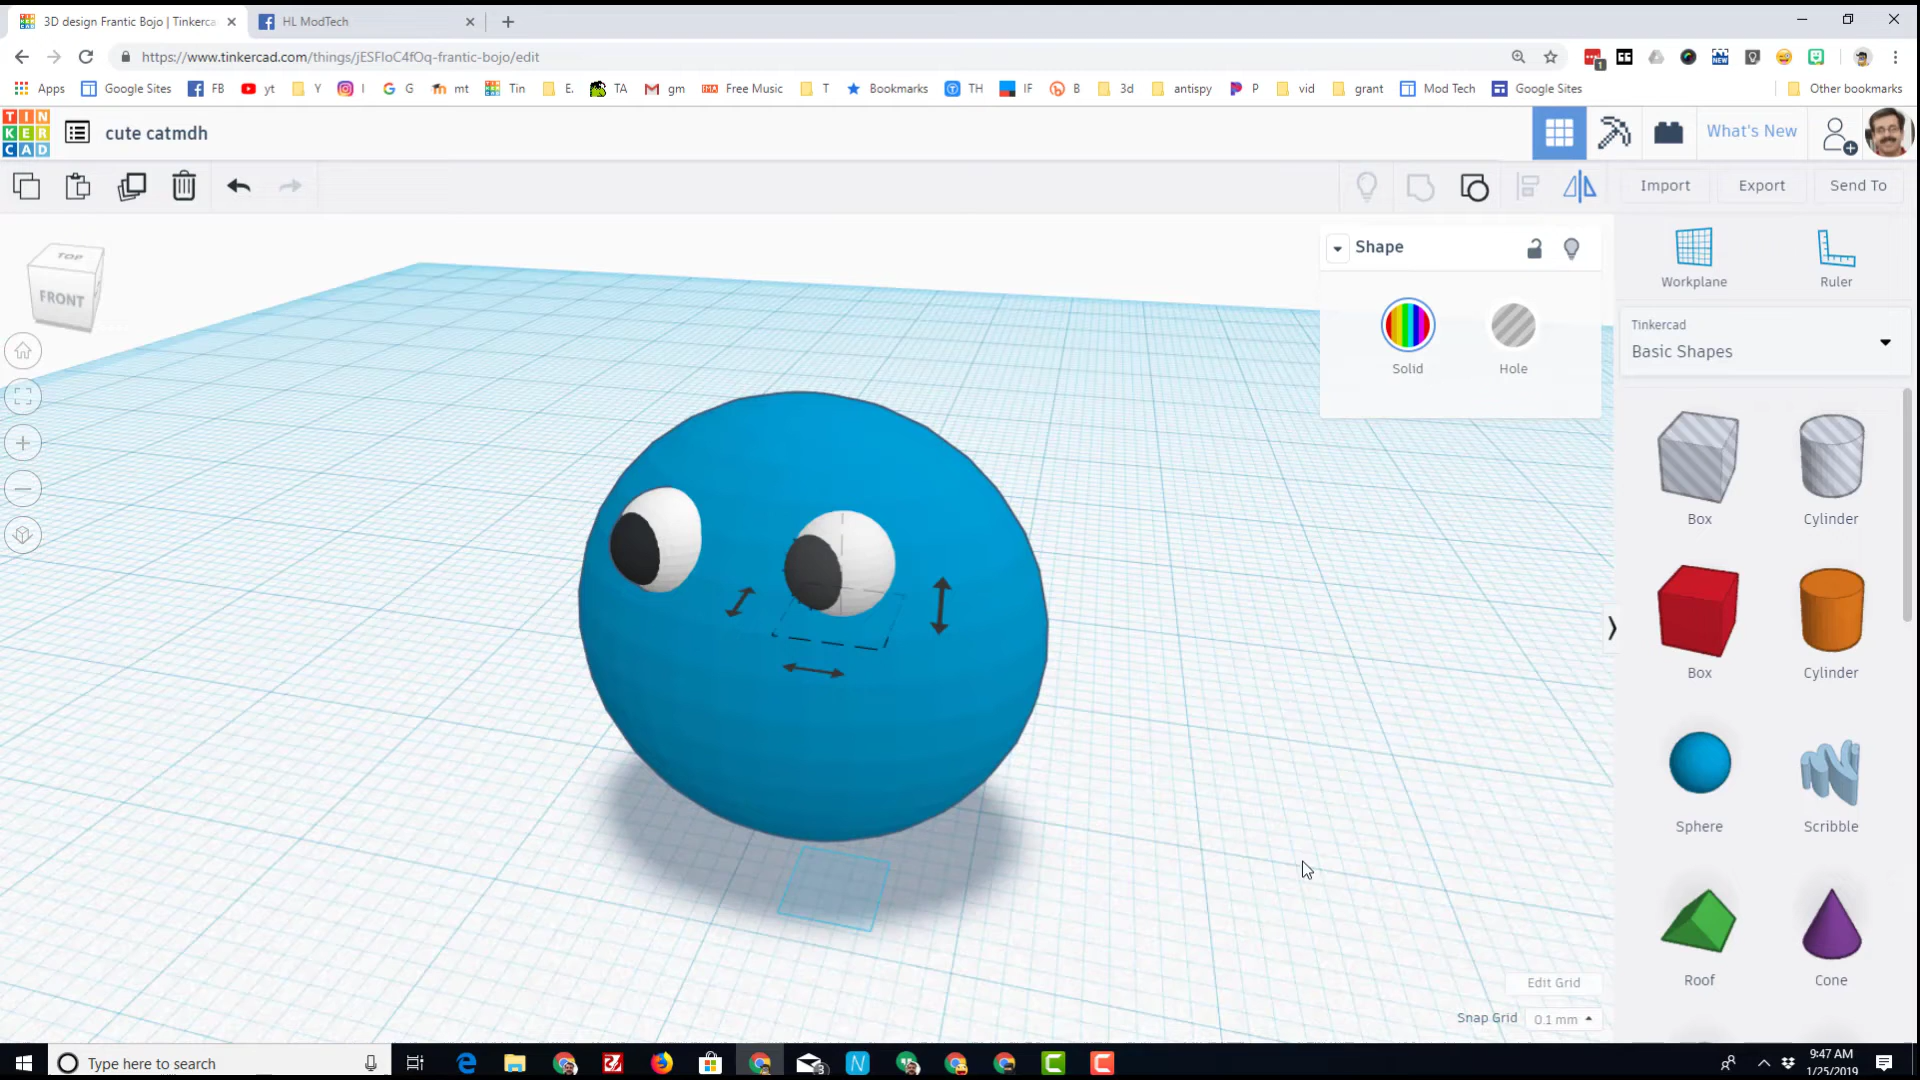 3D design Frantic Bojo | Tinkerca
HL ModTech
https://www.tinkercad.com/things/jESFIoC4fOq-frantic-bojo/edit
Apps
Google Sites
FB
yt
Y
I
G
mt
Tin
E.
TA
gm
Free Music
T
Bookmarks
TH
IF
B
3d
antispy
P
vid
grant
Mod Tech
Google Sites
Other bookmarks
TIN
KER
CAD
cute catmdh
What's New
Import
Export
Send To
TOP
FRONT
Shape
Solid
Hole
Workplane
Ruler
Tinkercad
Basic Shapes
Box
Cylinder
Box
Cylinder
Sphere
Scribble
Roof
Cone
Edit Grid
Snap Grid
0.1 mm
Type here to search
9:47 AM
1/25/2019